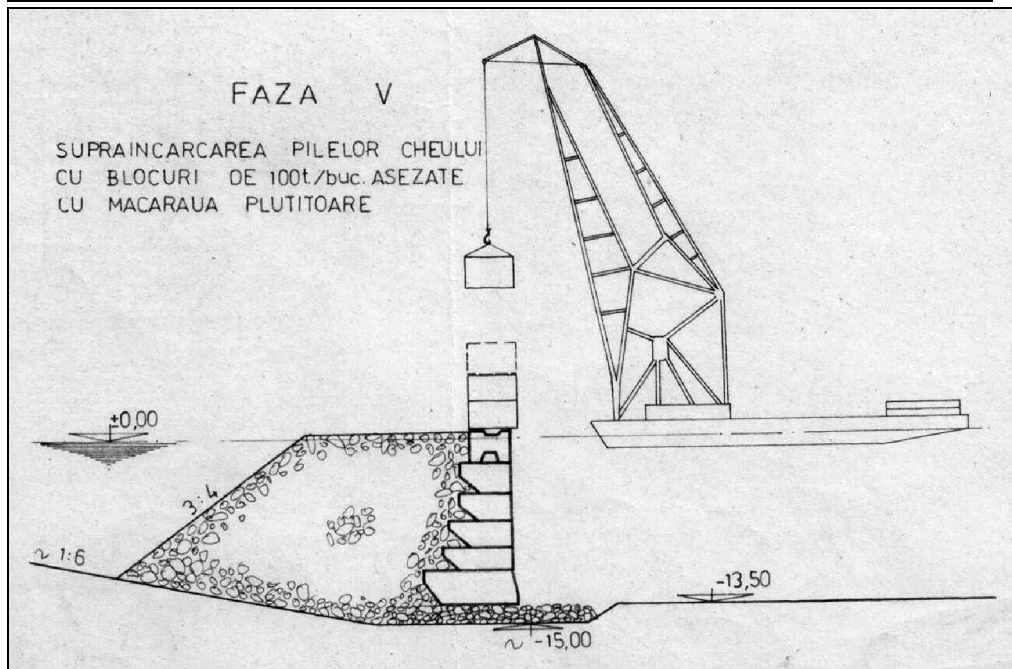 FAZA V
SUPRAINCARCAREA PILELOR CHEULUI
CU BLOCURI DE 100t./buc. ASEZATE
CU MACARAUA PLUTITOARE
±0,00
3:4
~ 1:6
-13,50
~ -15,00